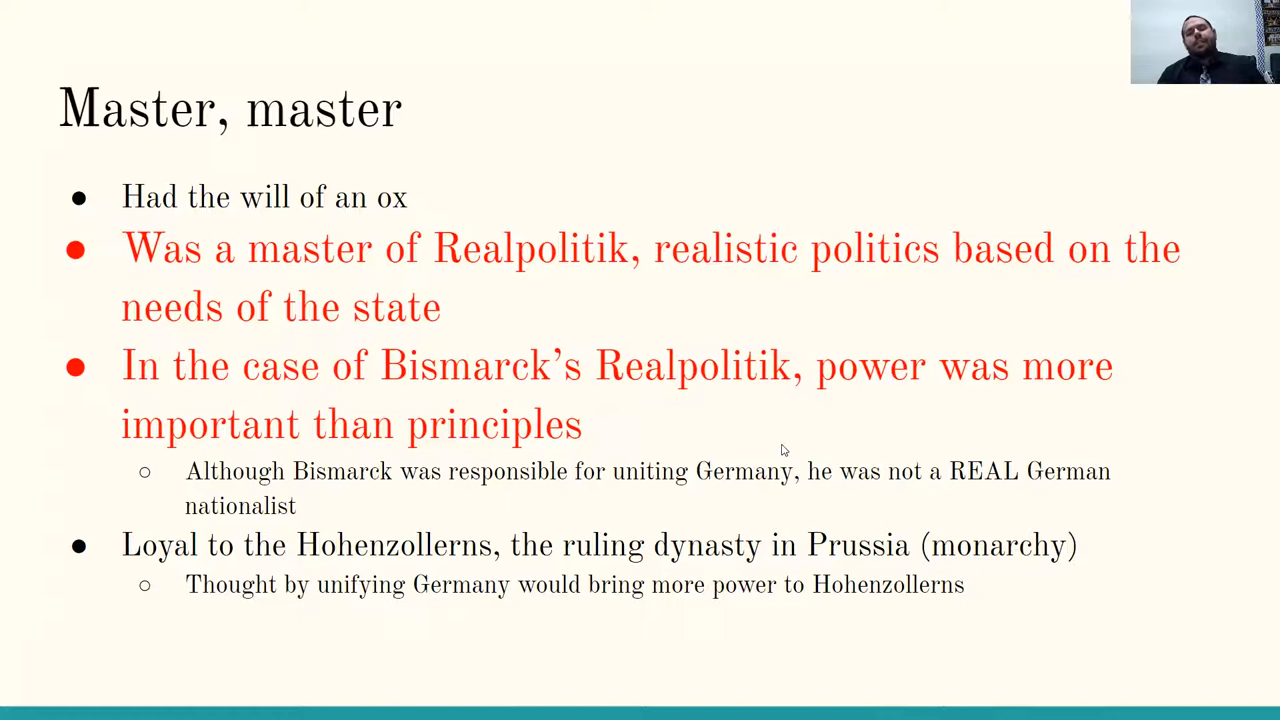 Master, master
● Had the will of an ox
● Was a master of Realpolitik, realistic politics based on the
needs of the state
● In the case of Bismarck’s Realpolitik, power was more
important than principles
○ Although Bismarck was responsible for uniting Germany, he was not a REAL German
nationalist
● Loyal to the Hohenzollerns, the ruling dynasty in Prussia (monarchy)
○ Thought by unifying Germany would bring more power to Hohenzollerns